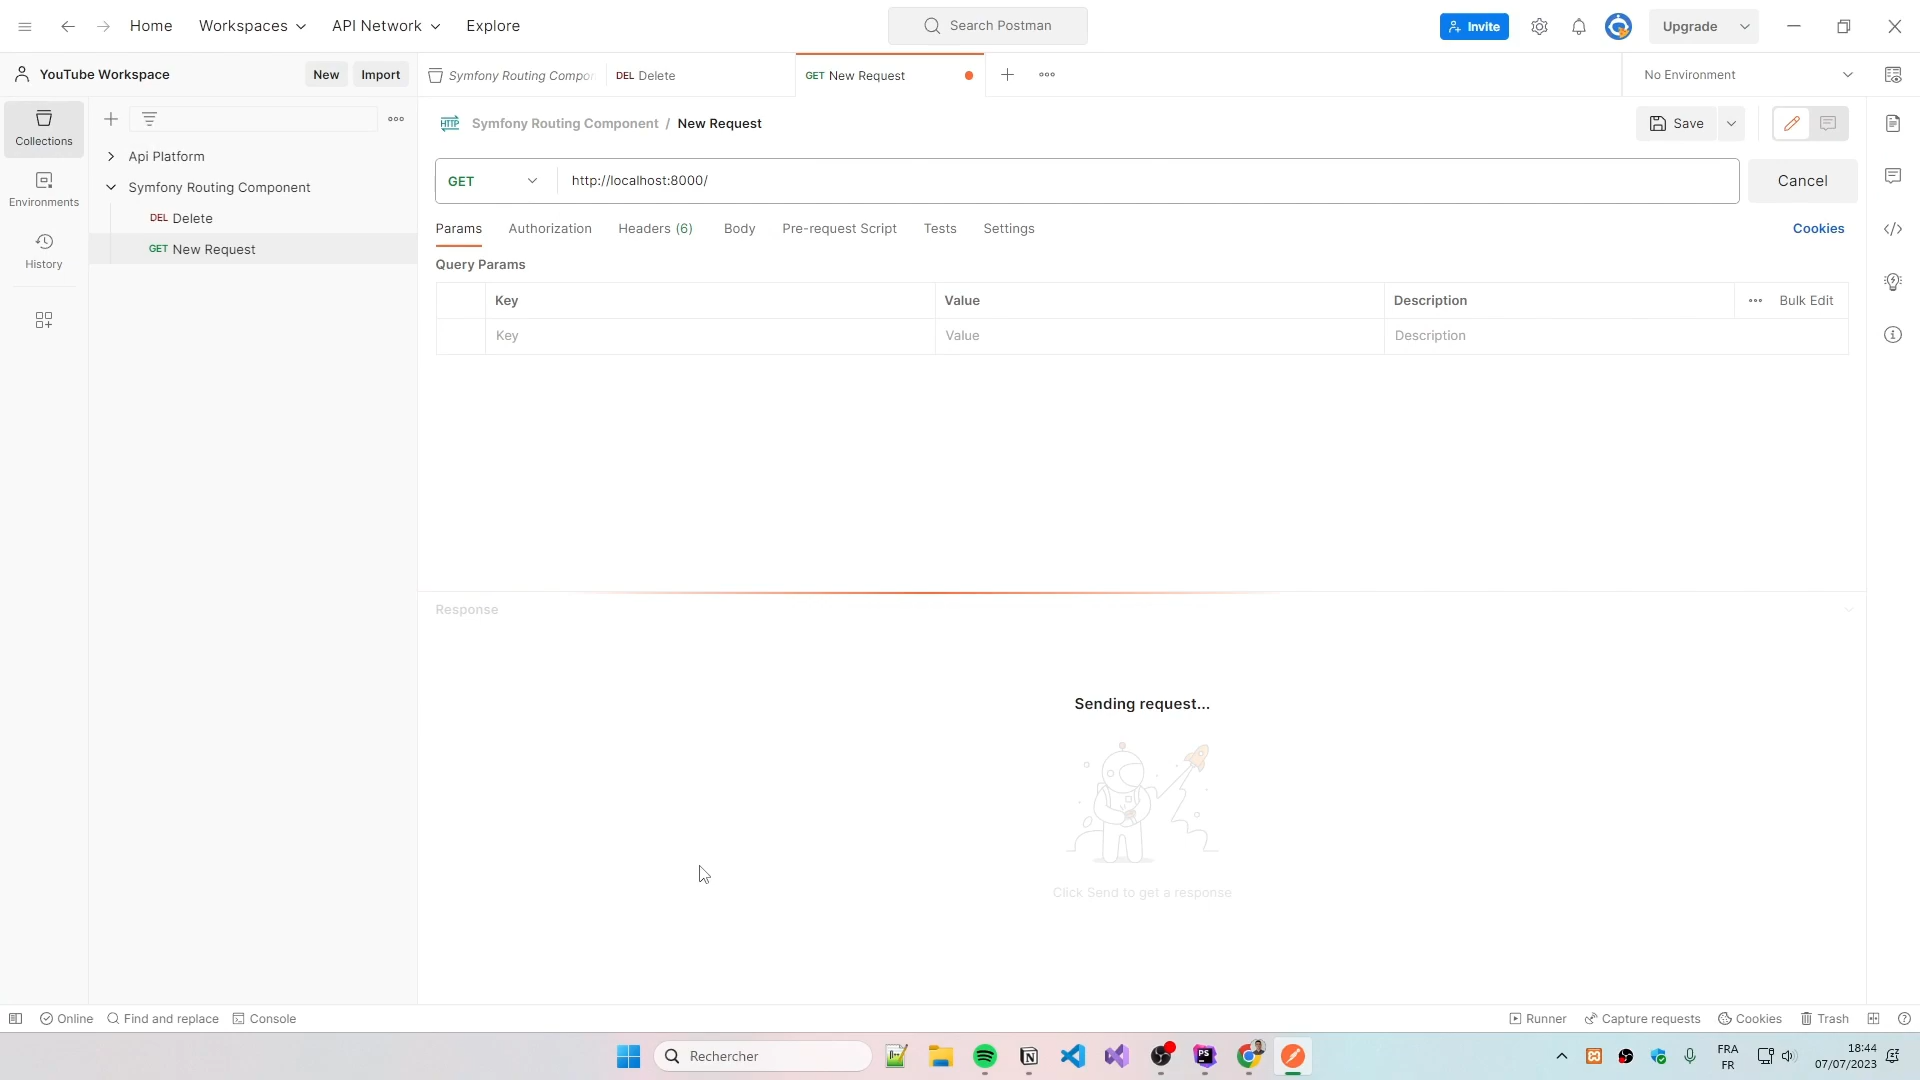 Home Workspaces API Network Explore Search Postman Invite Upgrade
YouTube Workspace New Import Symfony Routing Compo DEL Delete GET New Request No Environment
Collections
Environments
History
Api Platform
Symfony Routing Component
DEL Delete
GET New Request
HTTP Symfony Routing Component / New Request Save
GET http://localhost:8000/ Cancel
Params Authorization Headers (6) Body Pre-request Script Tests Settings Cookies
Query Params
Key Value Description Bulk Edit
Key Value Description
Response
Sending request...
Click Send to get a response
Online Find and replace Console Runner Capture requests Cookies Trash
Rechercher
PS
FRA
FR
18:44
07/07/2023